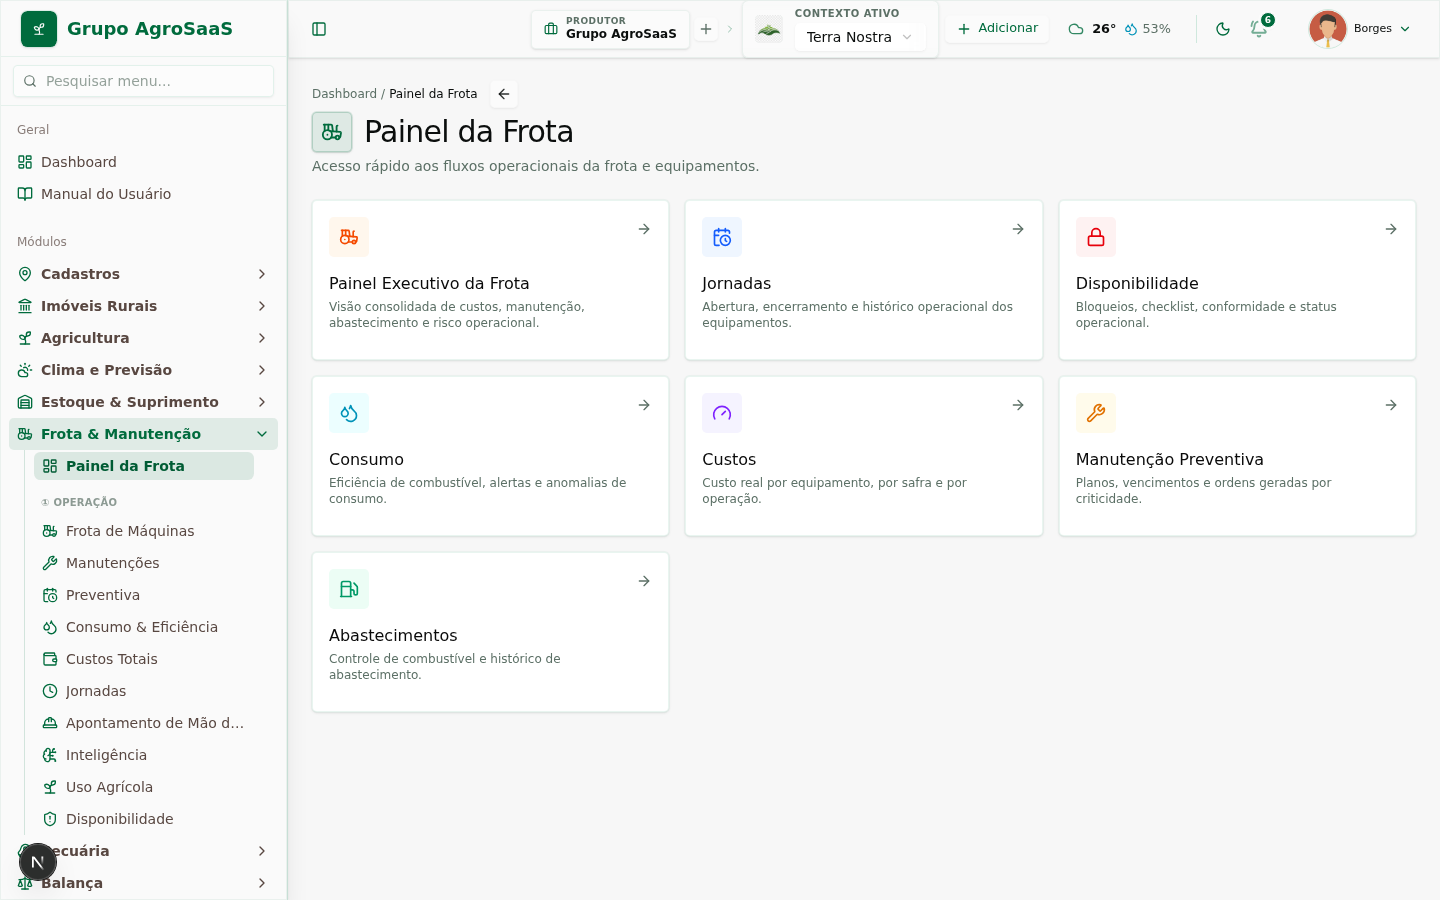 Grupo AgroSaaS
Pesquisar menu...
Geral
Dashboard
Manual do Usuário
Módulos
Cadastros
Imóveis Rurais
Agricultura
Clima e Previsão
Estoque & Suprimento
Frota & Manutenção
Painel da Frota
① OPERAÇÃO
Frota de Máquinas
Manutenções
Preventiva
Consumo & Eficiência
Custos Totais
Jornadas
Apontamento de Mão d...
Inteligência
Uso Agrícola
Disponibilidade
ecuária
Balança
N
PRODUTOR
Grupo AgroSaaS
CONTEXTO ATIVO
Terra Nostra
Adicionar
26°
53%
6
Borges
Dashboard / Painel da Frota
Painel da Frota
Acesso rápido aos fluxos operacionais da frota e equipamentos.
Painel Executivo da Frota
Visão consolidada de custos, manutenção,
abastecimento e risco operacional.
Jornadas
Abertura, encerramento e histórico operacional dos
equipamentos.
Disponibilidade
Bloqueios, checklist, conformidade e status
operacional.
Consumo
Eficiência de combustível, alertas e anomalias de
consumo.
Custos
Custo real por equipamento, por safra e por
operação.
Manutenção Preventiva
Planos, vencimentos e ordens geradas por
criticidade.
Abastecimentos
Controle de combustível e histórico de
abastecimento.